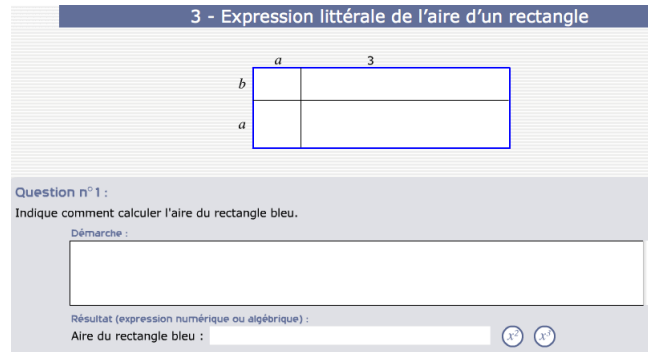 3 - Expression littérale de l’aire d’un rectangle
a 3
b
a
Question n°1 :
Indique comment calculer l'aire du rectangle bleu.
Démarche :
Résultat (expression numérique ou algébrique) :
Aire du rectangle bleu : x² x³